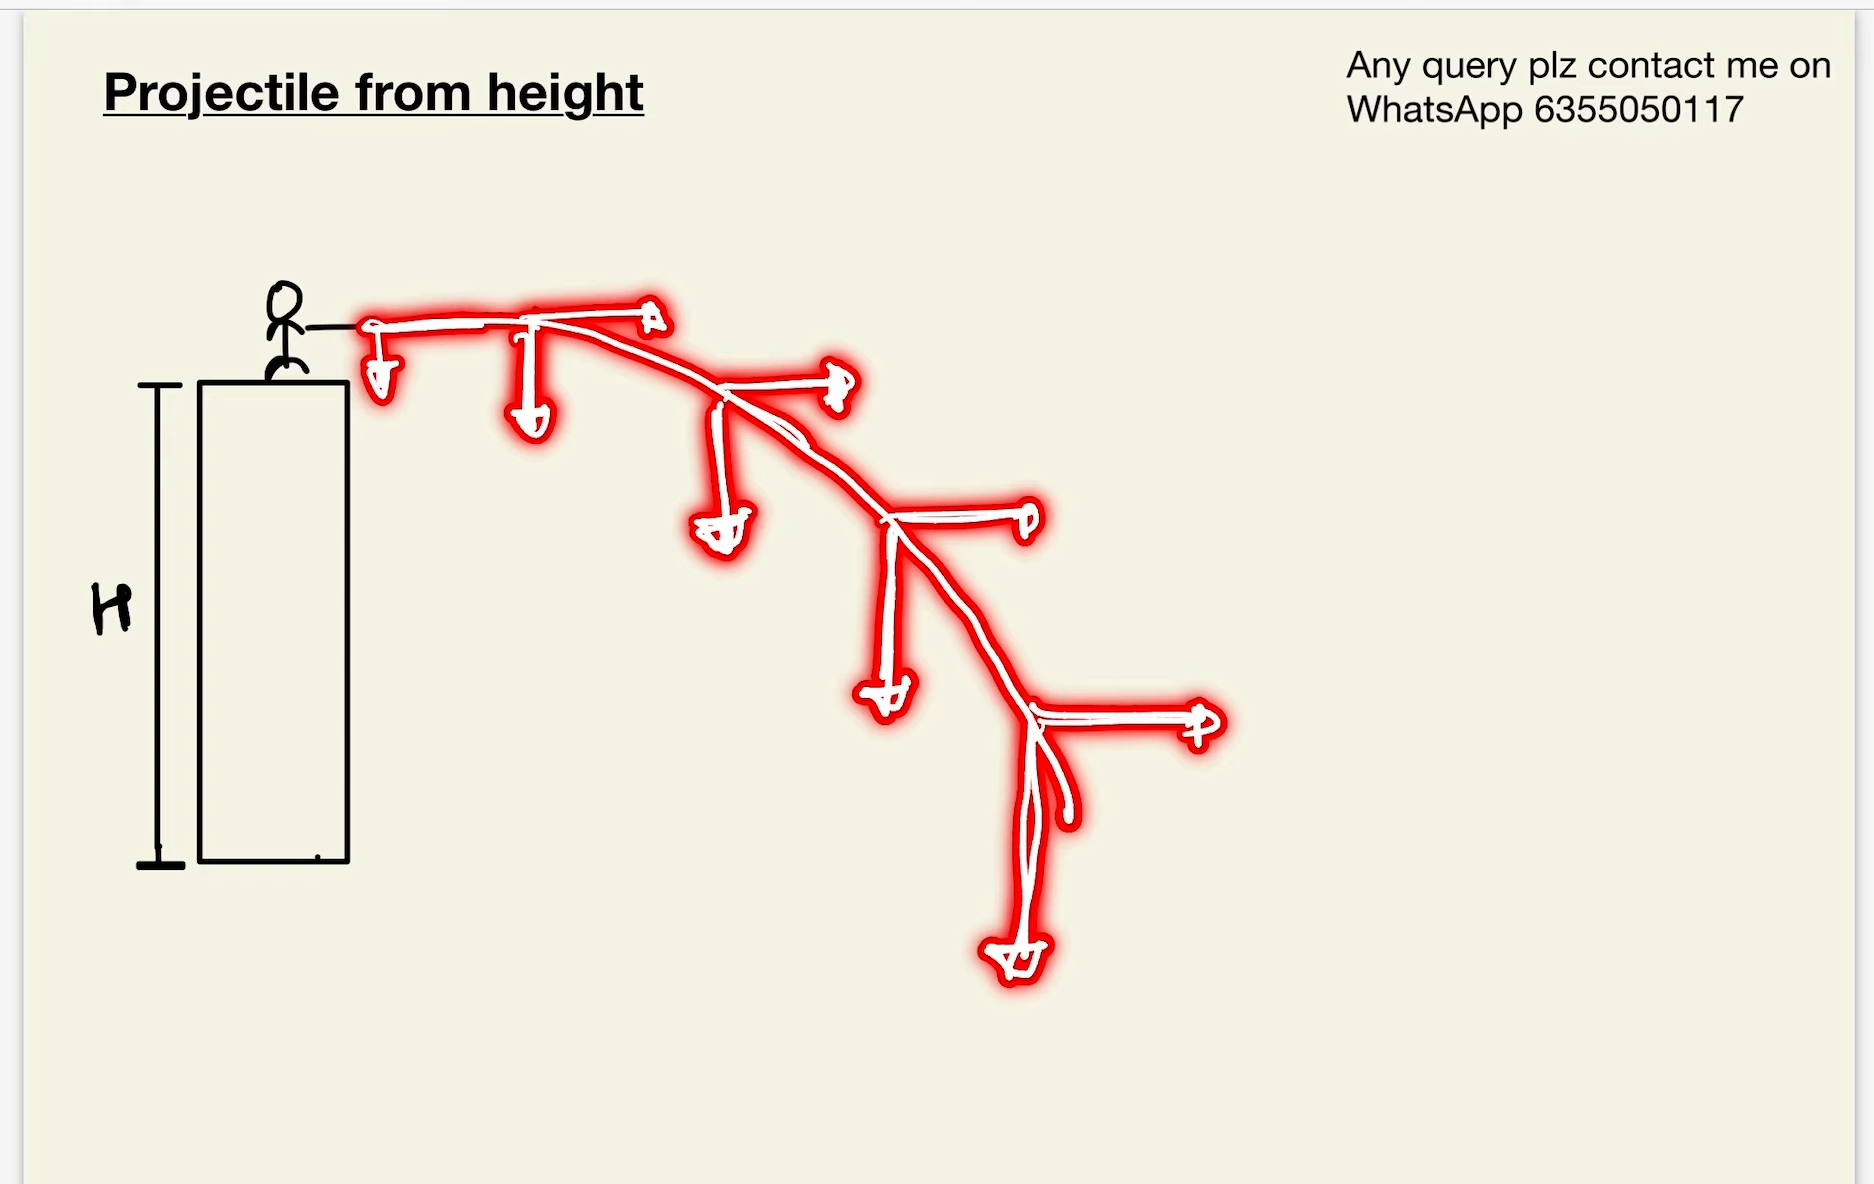 Projectile from height
Any query plz contact me on
WhatsApp 6355050117
H